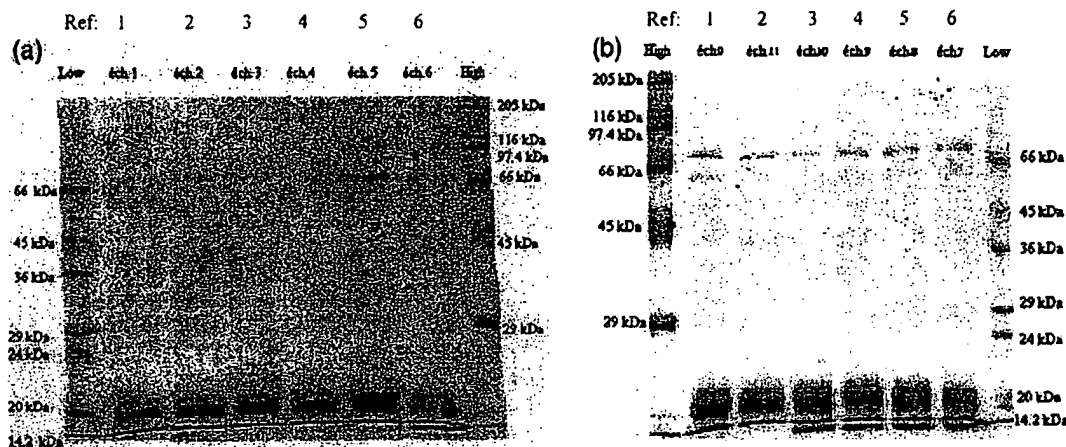 Ref: 1 2 3 4 5 6
(a)
Low éch.1 éch.2 éch.3 éch.4 éch.5 éch.6 High
205 kDa
116 kDa
97.4 kDa
66 kDa
66 kDa
45 kDa
45 kDa
36 kDa
29 kDa
29 kDa
24 kDa
20 kDa
14.2 kDa
Ref: 1 2 3 4 5 6
(b)
High éch9 éch11 éch10 éch9 éch8 éch7 Low
205 kDa
116 kDa
97.4 kDa
66 kDa
66 kDa
45 kDa
45 kDa
36 kDa
29 kDa
29 kDa
24 kDa
20 kDa
14.2 kDa